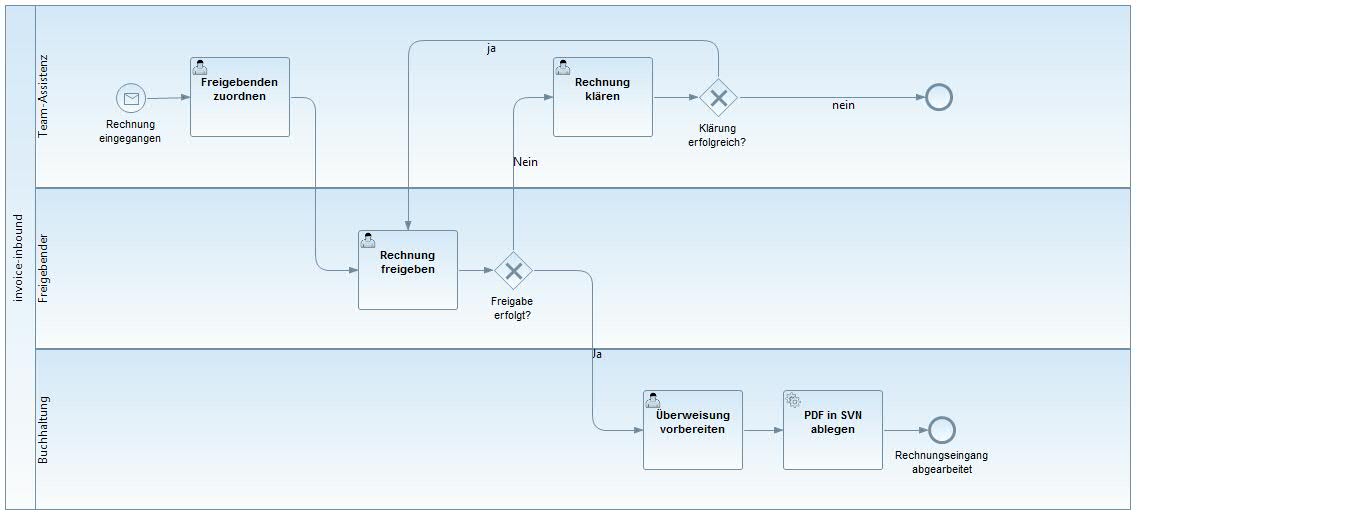 invoice-inbound
Team-Assistenz
Rechnung
eingegangen
Freigebenden
zuordnen
ja
Rechnung
klären
Klärung
erfolgreich?
nein
Nein
Freigebender
Rechnung
freigeben
Freigabe
erfolgt?
Ja
Buchhaltung
Überweisung
vorbereiten
PDF in SVN
ablegen
Rechnungseingang
abgearbeitet